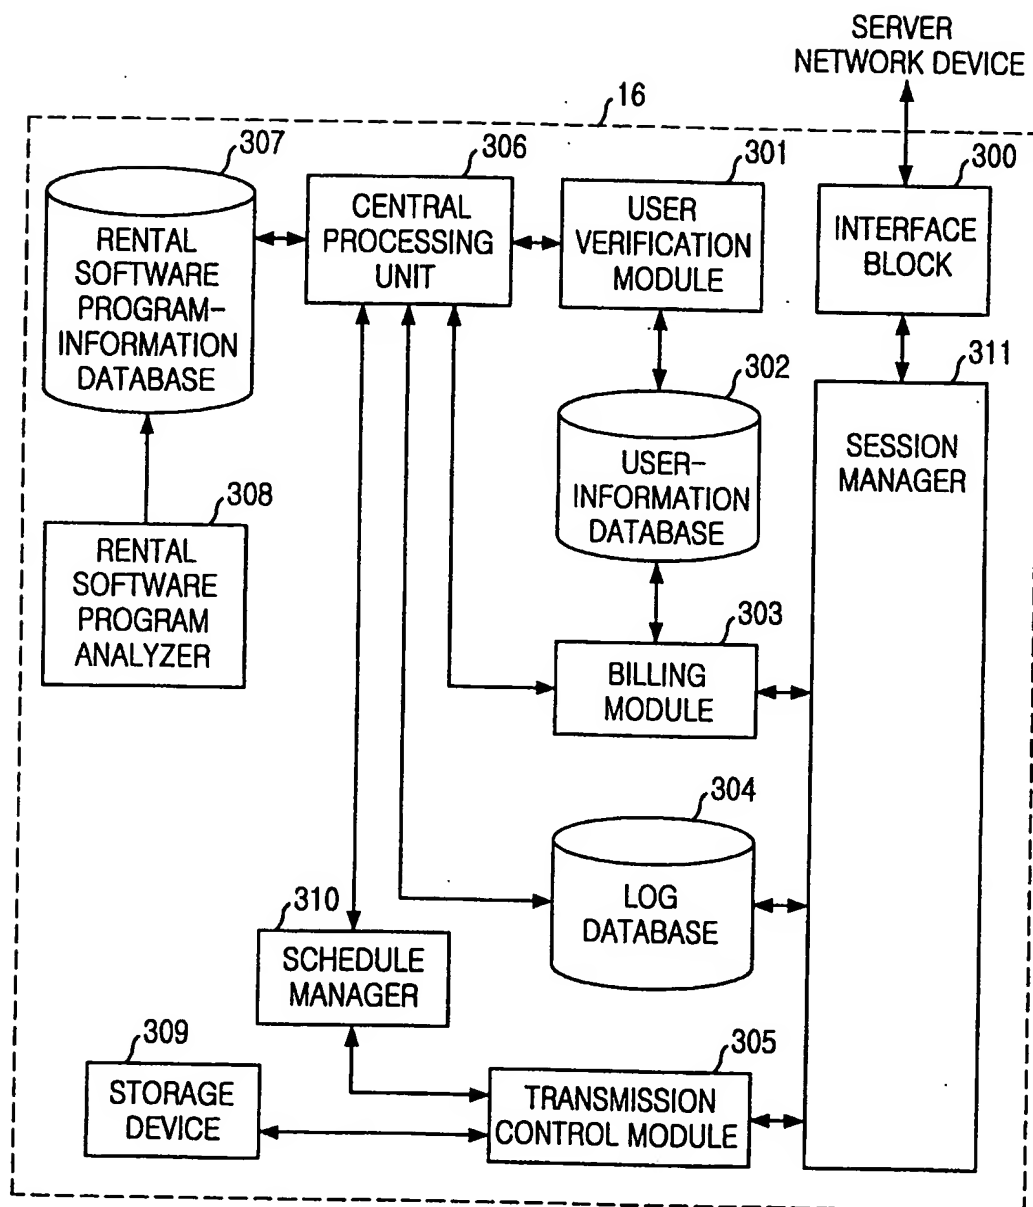 SERVER
NETWORK DEVICE
16
307
306
301
300
RENTAL
SOFTWARE
PROGRAM-
INFORMATION
DATABASE
CENTRAL
PROCESSING
UNIT
USER
VERIFICATION
MODULE
INTERFACE
BLOCK
302
311
USER-
INFORMATION
DATABASE
SESSION
MANAGER
308
RENTAL
SOFTWARE
PROGRAM
ANALYZER
303
BILLING
MODULE
304
LOG
DATABASE
310
SCHEDULE
MANAGER
309
STORAGE
DEVICE
305
TRANSMISSION
CONTROL MODULE